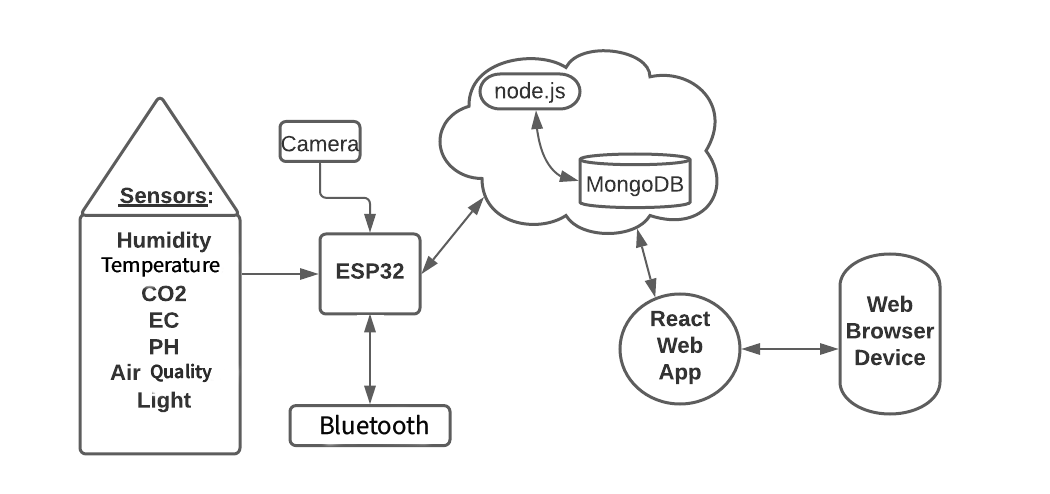 node.js
Camera
MongoDB
Sensors:
Humidity
Temperature
CO2
EC
PH
Air Quality
Light
ESP32
Bluetooth
React
Web
App
Web
Browser
Device